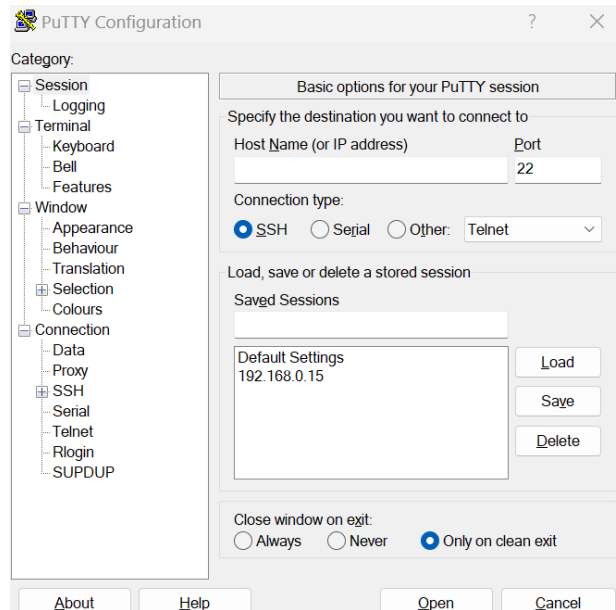 PuTTY Configuration
Category:
Session
Logging
Terminal
Keyboard
Bell
Features
Window
Appearance
Behaviour
Translation
Selection
Colours
Connection
Data
Proxy
SSH
Serial
Telnet
Rlogin
SUPDUP
Basic options for your PuTTY session
Specify the destination you want to connect to
Host Name (or IP address) Port
22
Connection type:
SSH Serial Other: Telnet
Load, save or delete a stored session
Saved Sessions
Default Settings
192.168.0.15
Load
Save
Delete
Close window on exit:
Always Never Only on clean exit
About Help Open Cancel